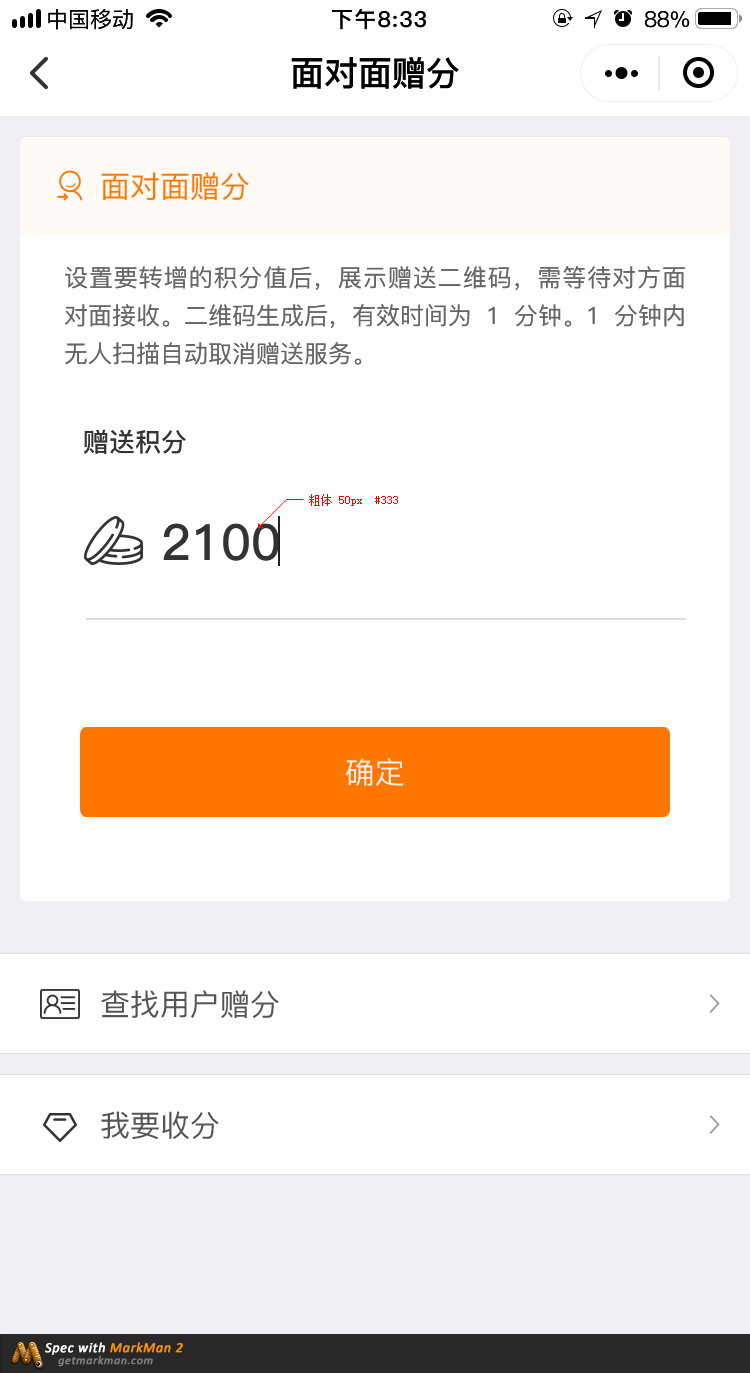 中国移动
下午8:33
88%
面对面赠分
面对面赠分
设置要转增的积分值后，展示赠送二维码，需等待对方面
对面接收。二维码生成后，有效时间为 1 分钟。1 分钟内
无人扫描自动取消赠送服务。
赠送积分
粗体 50px #333
2100
确定
查找用户赠分
我要收分
Spec with MarkMan 2
getmarkman.com